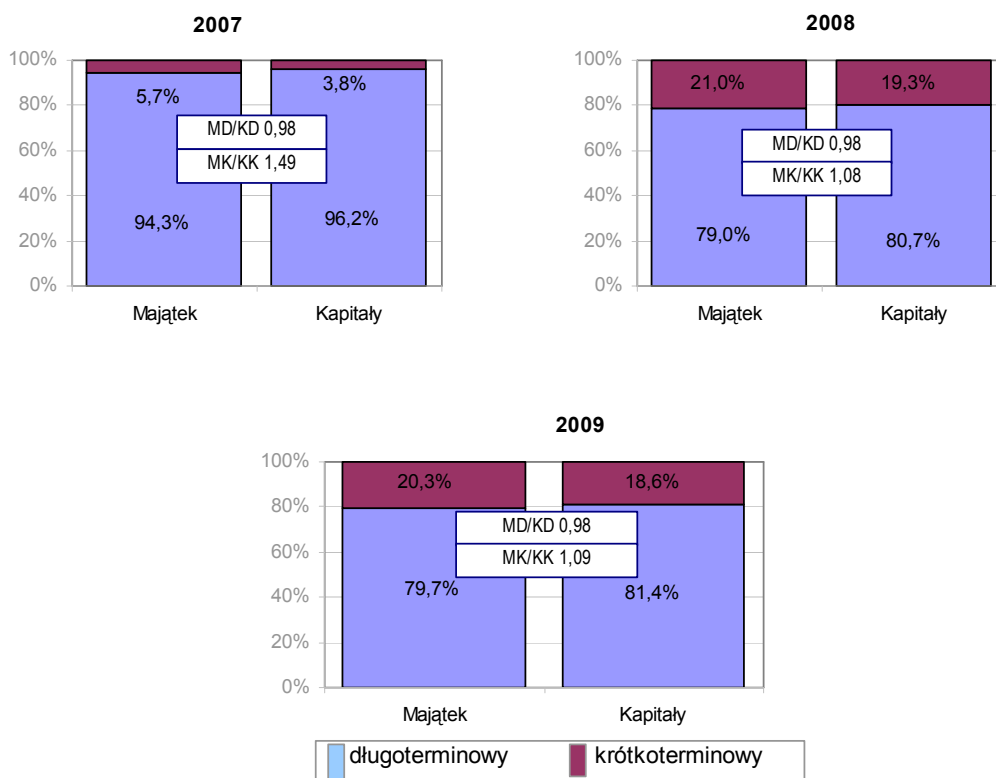 2007
100%
80%
60%
40%
20%
0%
5,7%
3,8%
MD/KD 0,98
MK/KK 1,49
94,3%
96,2%
Majątek
Kapitały
2008
100%
80%
60%
40%
20%
0%
21,0%
19,3%
MD/KD 0,98
MK/KK 1,08
79,0%
80,7%
Majątek
Kapitały
2009
100%
80%
60%
40%
20%
0%
20,3%
18,6%
MD/KD 0,98
MK/KK 1,09
79,7%
81,4%
Majątek
Kapitały
długoterminowy
krótkoterminowy